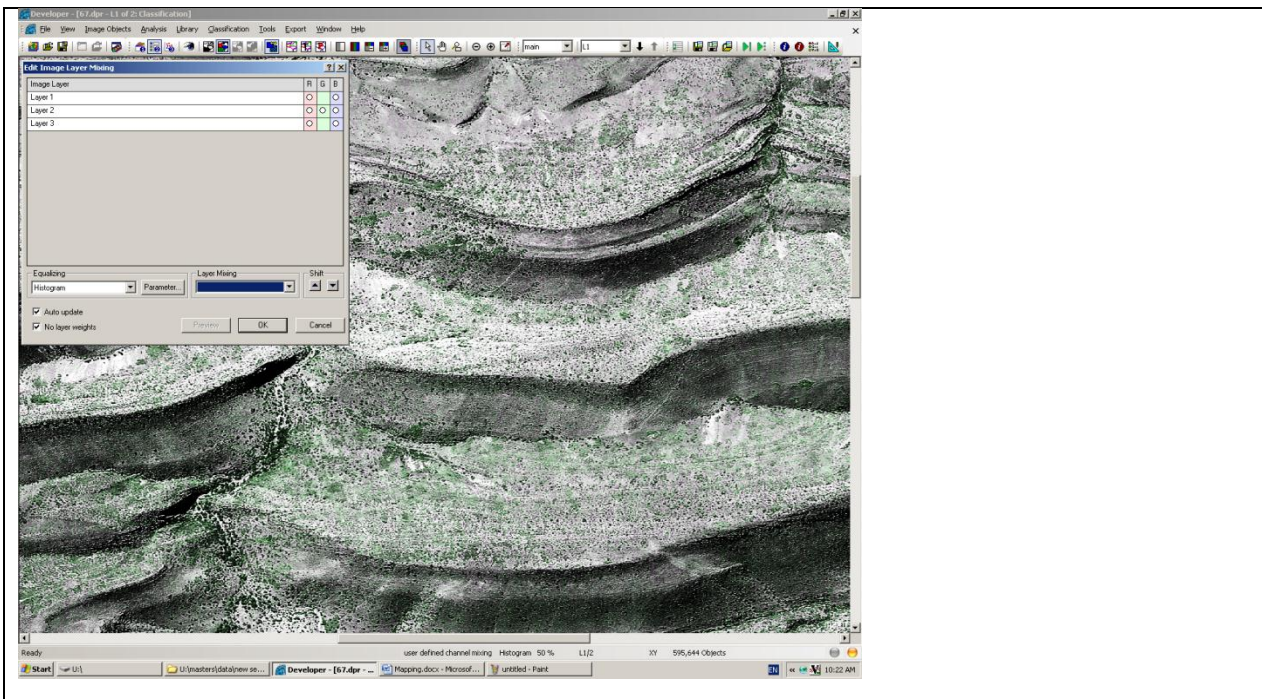 Developer - [67.dpr - L1 of 2: Classification]
File View Image Objects Analysis Library Classification Tools Export Window Help
main L1
Edit Image Layer Mixing
Image Layer R G B
Layer 1
Layer 2
Layer 3
Equalizing Layer Mixing Shift
Histogram Parameter...
Auto update
No layer weights
Preview OK Cancel
Ready user defined channel mixing Histogram 50 % L1/2 XY 595,644 Objects
Start U:\ U:\masters\data\new se... Developer - [67.dpr - ... Mapping.docx - Microsof... untitled - Paint EN 10:22 AM